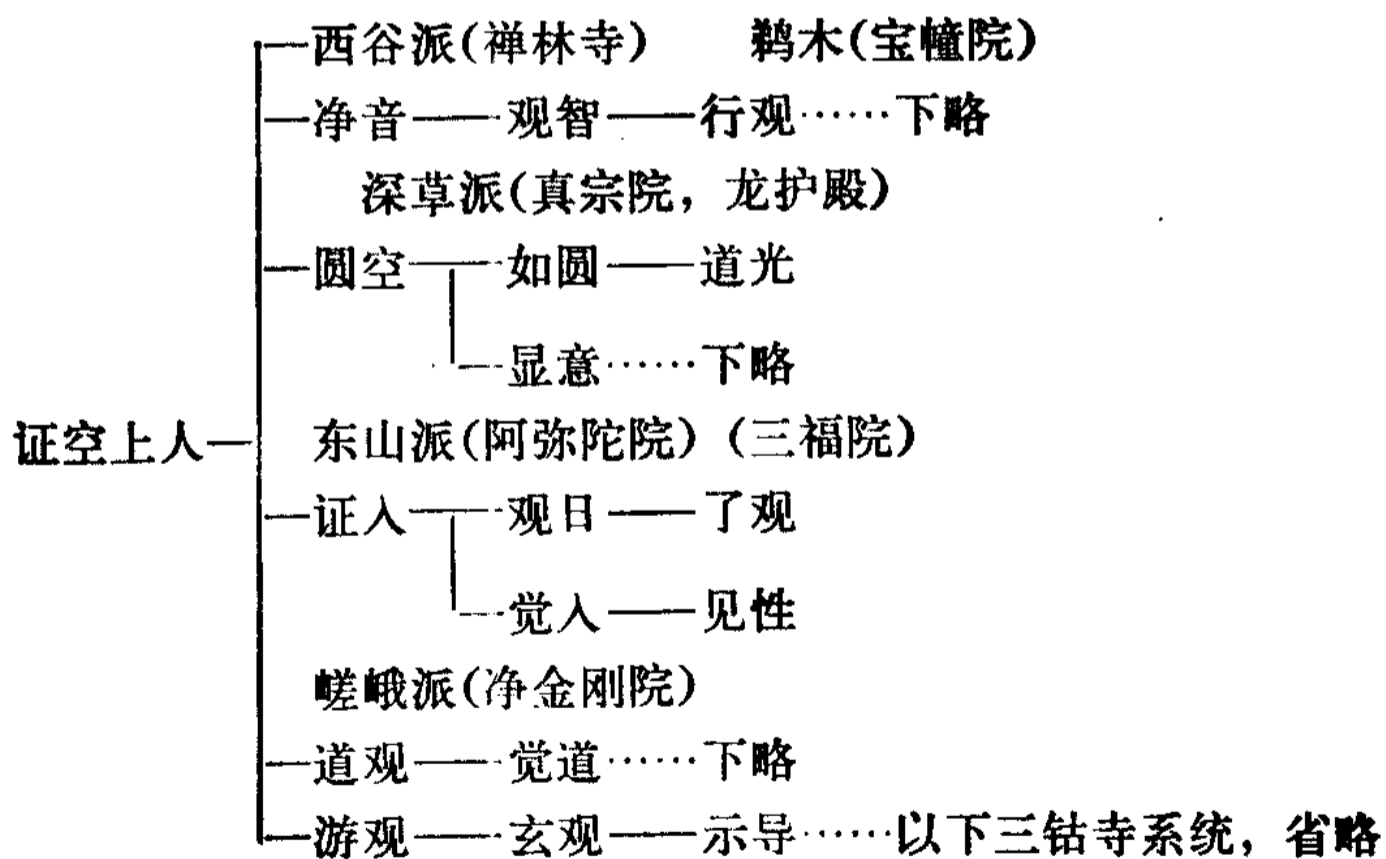 西谷派(禅林寺) 鹈木(宝幢院)
净音——观智——行观……下略
深草派(真宗院，龙护殿)
圆空——如圆——道光
显意……下略
证空上人— 东山派(阿弥陀院) (三福院)
证入——观日——了观
觉入——见性
嵯峨派(净金刚院)
道观——觉道……下略
游观——玄观——示导……以下三钴寺系统，省略